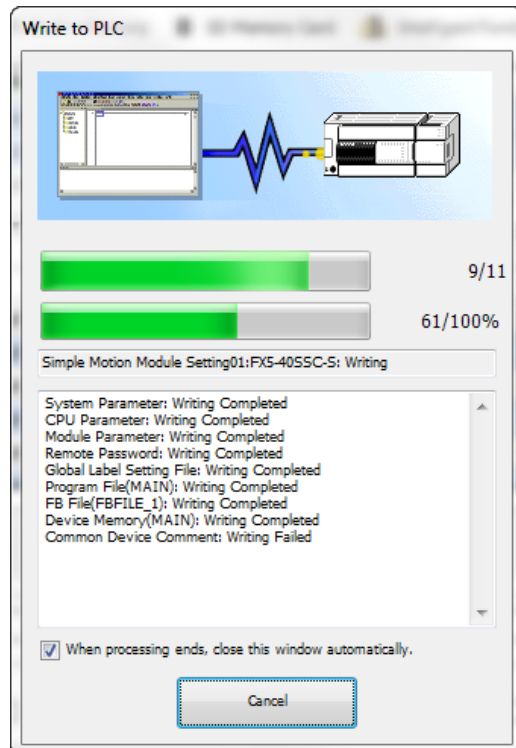 Write to PLC
9/11
61/100%
Simple Motion Module Setting01:FX5-40SSC-S: Writing
System Parameter: Writing Completed
CPU Parameter: Writing Completed
Module Parameter: Writing Completed
Remote Password: Writing Completed
Global Label Setting File: Writing Completed
Program File(MAIN): Writing Completed
FB File(FBFILE_1): Writing Completed
Device Memory(MAIN): Writing Completed
Common Device Comment: Writing Failed
When processing ends, close this window automatically.
Cancel